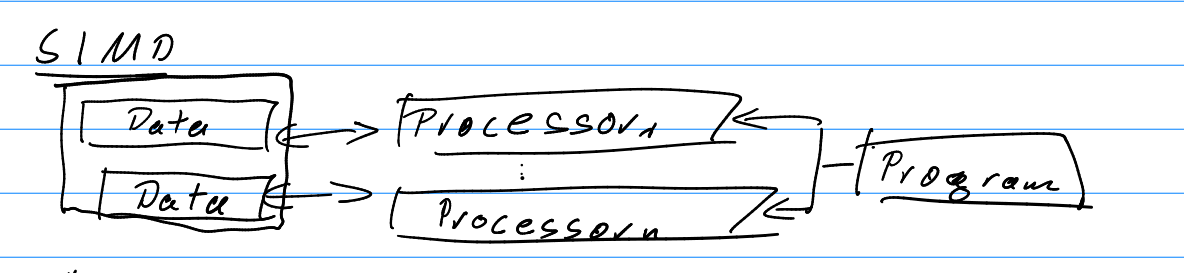 SIMD
Data Processor1
⋮
Program
Data Processorn